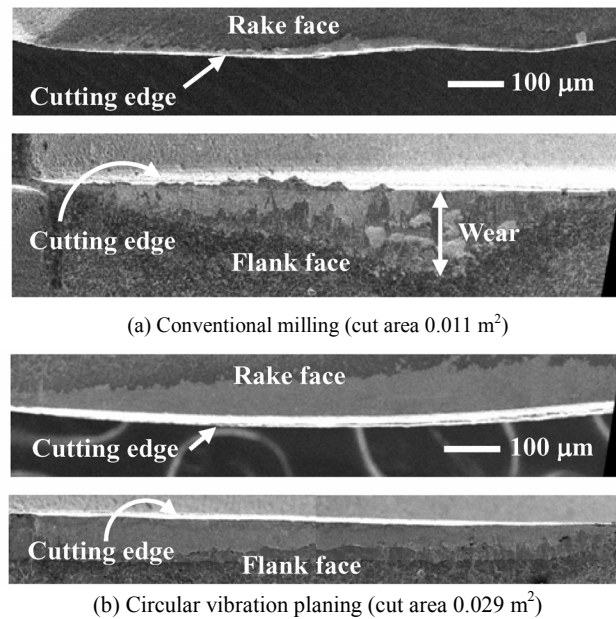 Rake face
Cutting edge
100 µm
Cutting edge
Wear
Flank face
(a) Conventional milling (cut area 0.011 m²)
Rake face
Cutting edge
100 µm
Cutting edge
Flank face
(b) Circular vibration planing (cut area 0.029 m²)